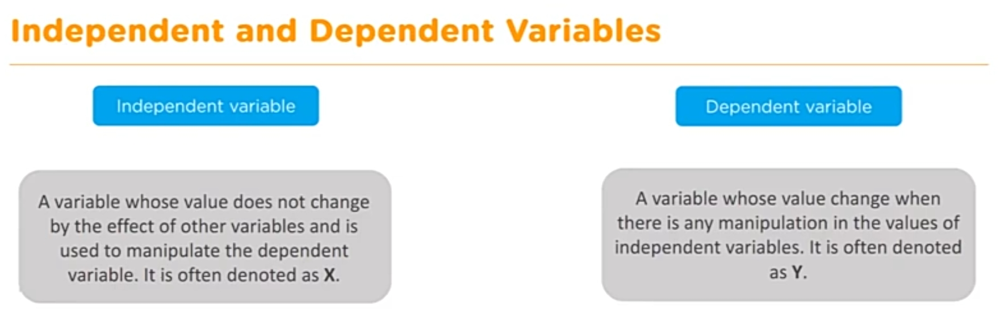 Independent and Dependent Variables
Independent variable
Dependent variable
A variable whose value does not change
by the effect of other variables and is
used to manipulate the dependent
variable. It is often denoted as X.
A variable whose value change when
there is any manipulation in the values of
independent variables. It is often denoted
as Y.